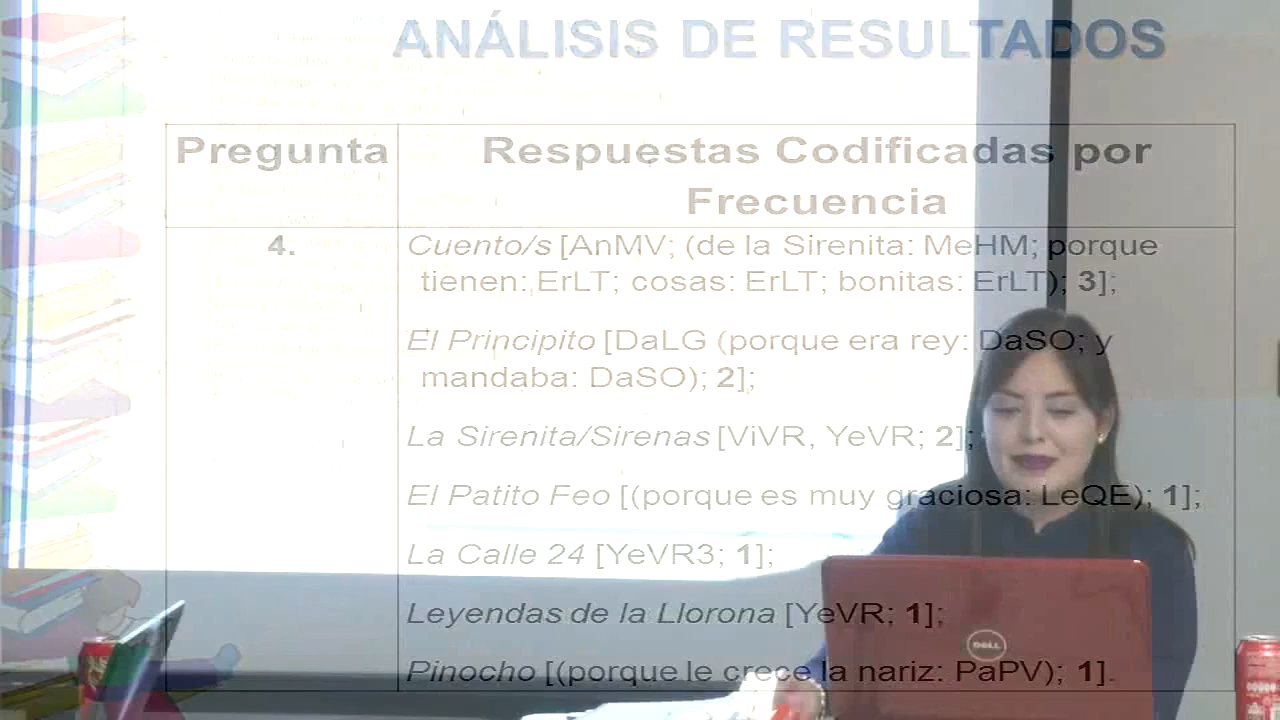 ANÁLISIS DE RESULTADOS
Pregunta
Respuestas Codificadas por
Frecuencia
4.
Cuento/s [AnMV; (de la Sirenita: MeHM; porque
tienen: ErLT; cosas: ErLT; bonitas: ErLT); 3];
El Principito [DaLG (porque era rey: DaSO; y
mandaba: DaSO); 2];
La Sirenita/Sirenas [ViVR, YeVR; 2];
El Patito Feo [(porque es muy graciosa: LeQE); 1];
La Calle 24 [YeVR3; 1];
Leyendas de la Llorona [YeVR; 1];
Pinocho [(porque le crece la nariz: PaPV); 1].
DELL